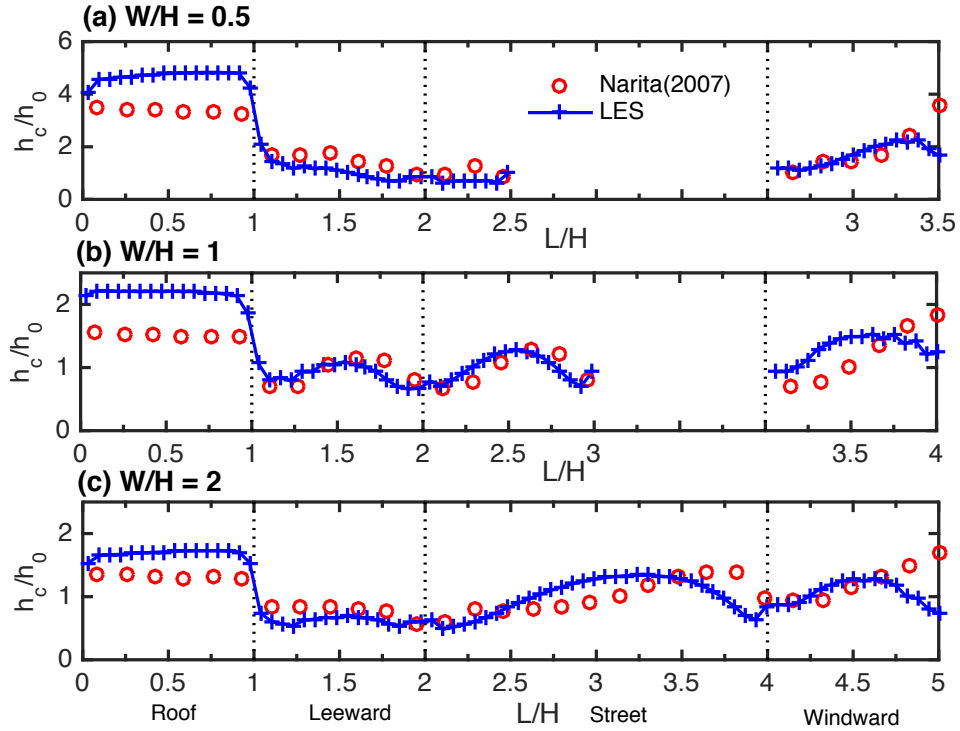 (a) W/H = 0.5
6
4
2
0
h_c/h_0
Narita(2007)
LES
0 0.5 1 1.5 2 2.5 3 3.5
L/H
(b) W/H = 1
2
1
0
h_c/h_0
0 0.5 1 1.5 2 2.5 3 3.5 4
L/H
(c) W/H = 2
2
1
0
h_c/h_0
0 0.5 1 1.5 2 2.5 3 3.5 4 4.5 5
Roof Leeward L/H Street Windward